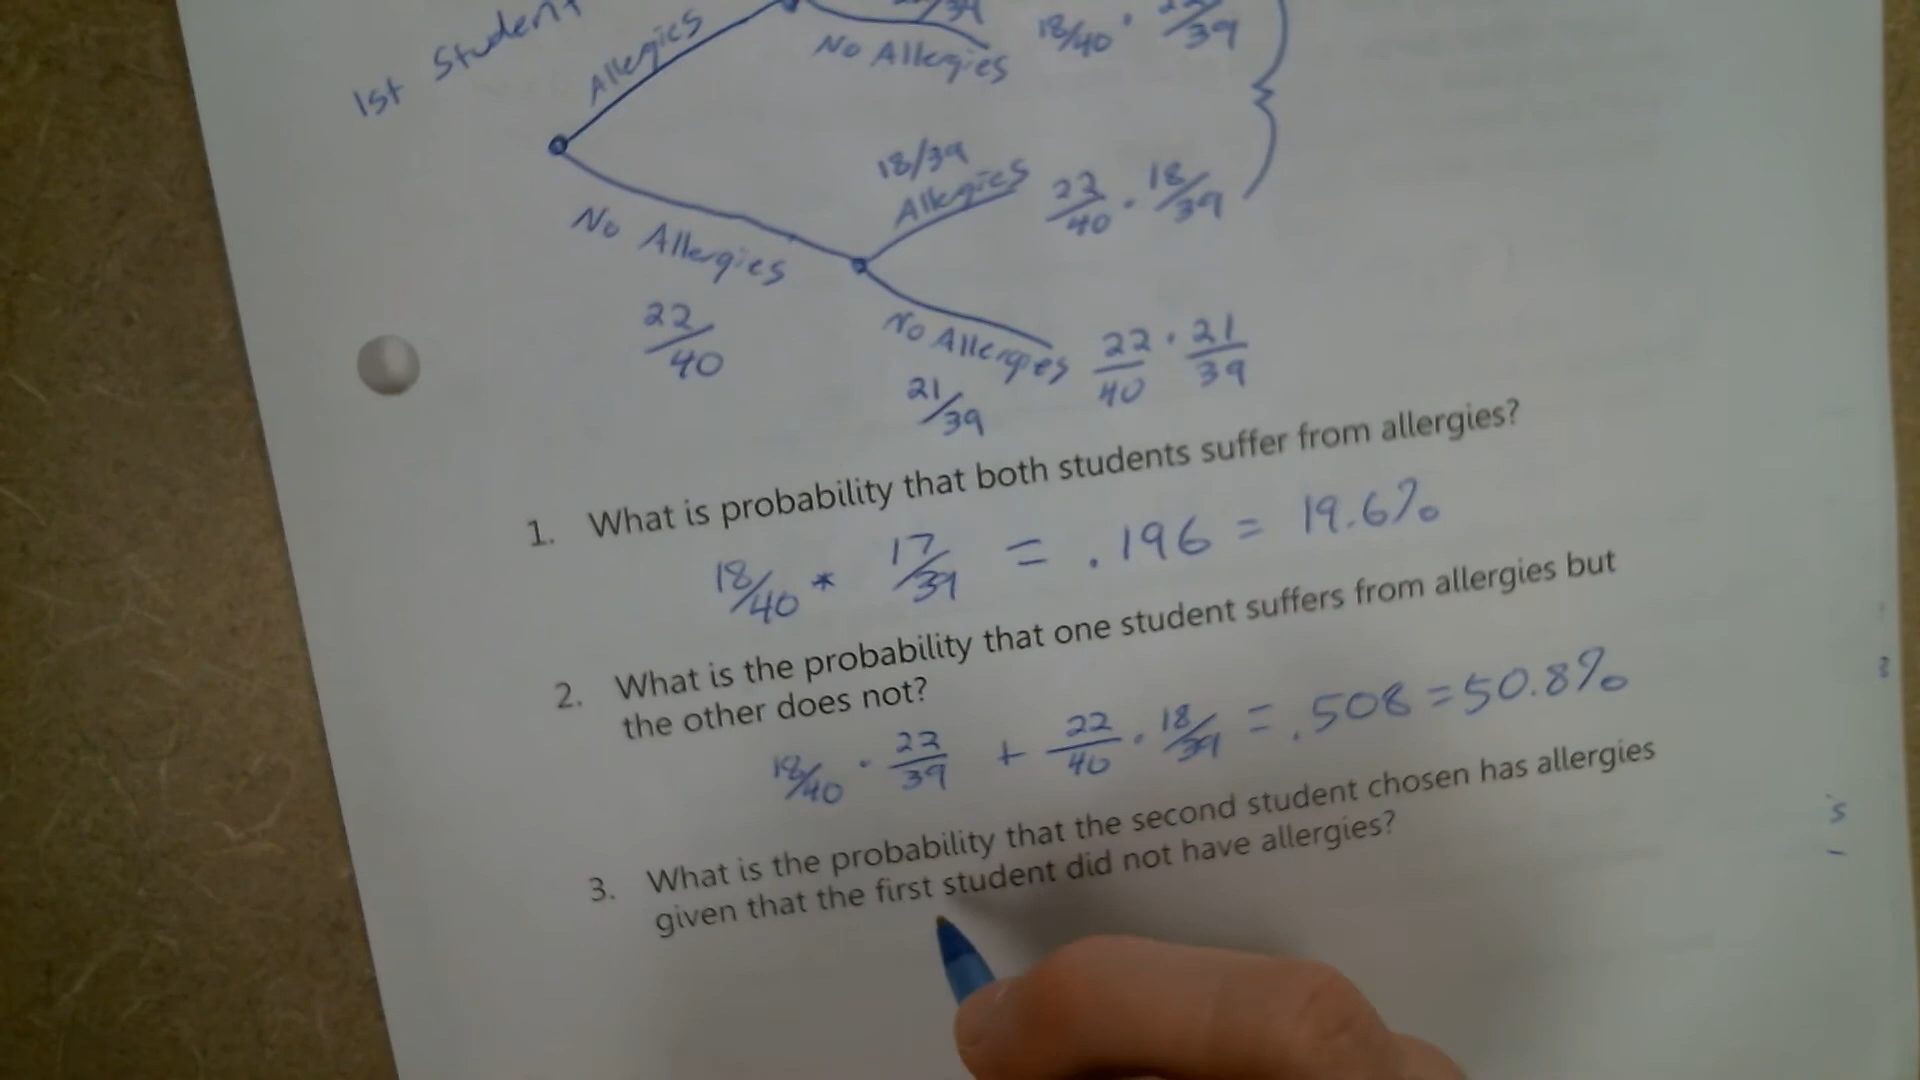 1st Student
Allergies
No Allergies
18/40 · 22/39
18/39
Allergies
22/40 · 18/39
No Allergies
22/40
No Allergies
21/39
22/40 · 21/39
1. What is probability that both students suffer from allergies?
18/40 * 17/39 = .196 = 19.6%
2. What is the probability that one student suffers from allergies but
the other does not?
18/40 · 22/39 + 22/40 · 18/39 = .508 = 50.8%
3. What is the probability that the second student chosen has allergies
given that the first student did not have allergies?